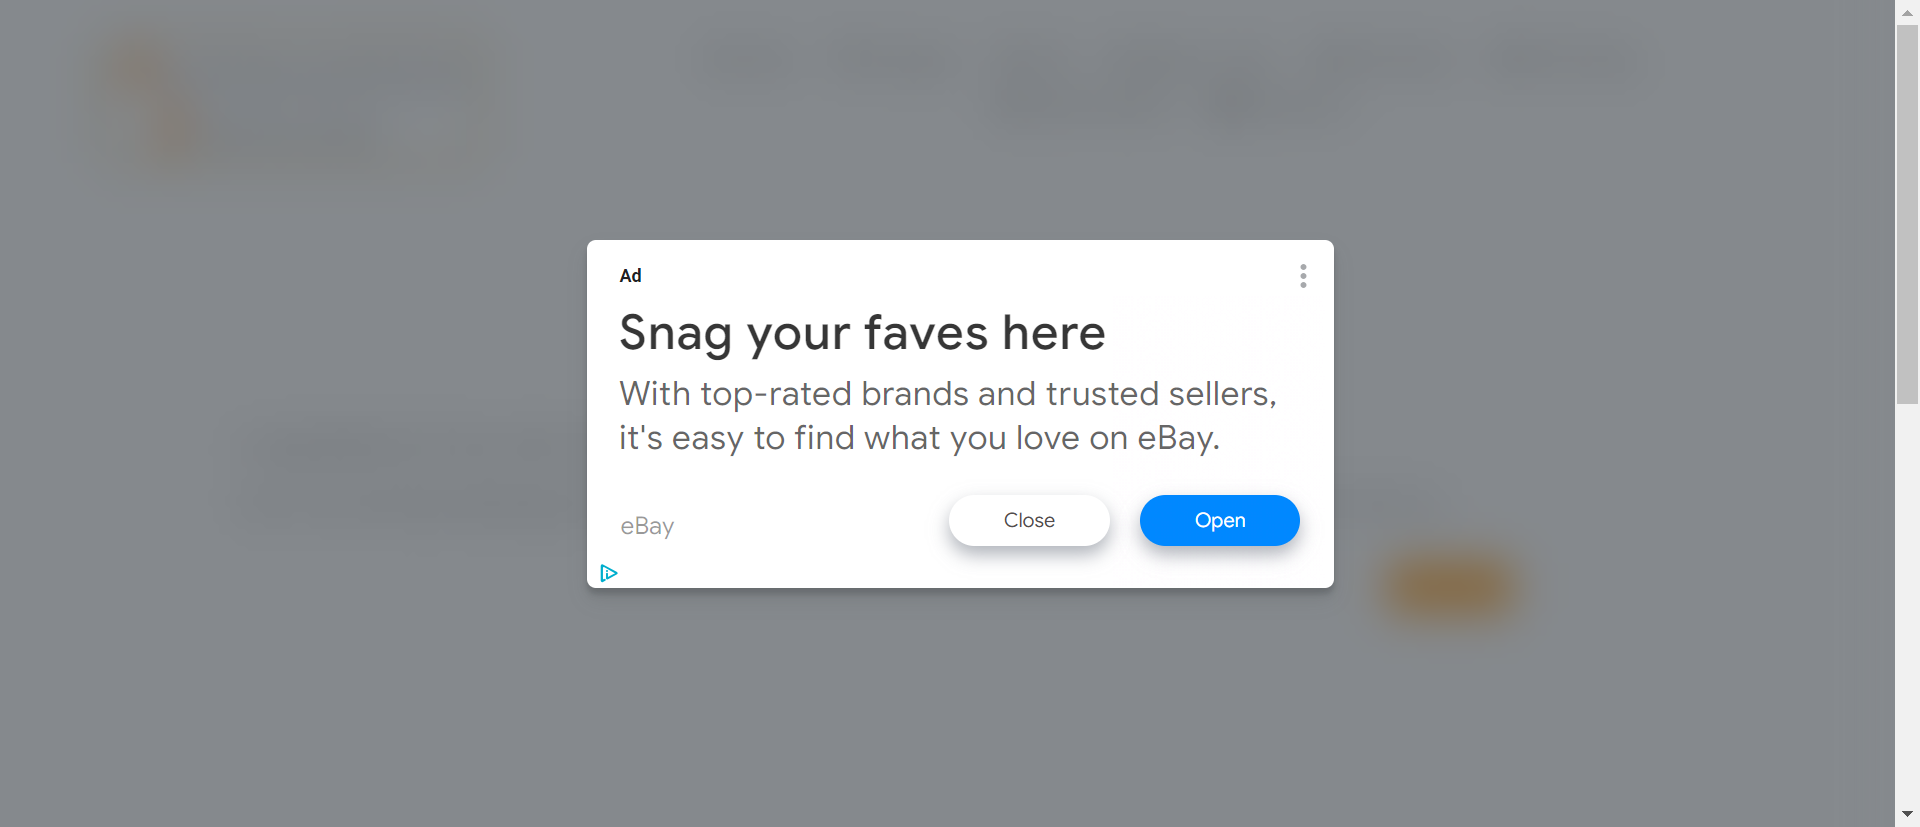 Ad
Snag your faves here
With top-rated brands and trusted sellers,
it's easy to find what you love on eBay.
eBay
Close
Open